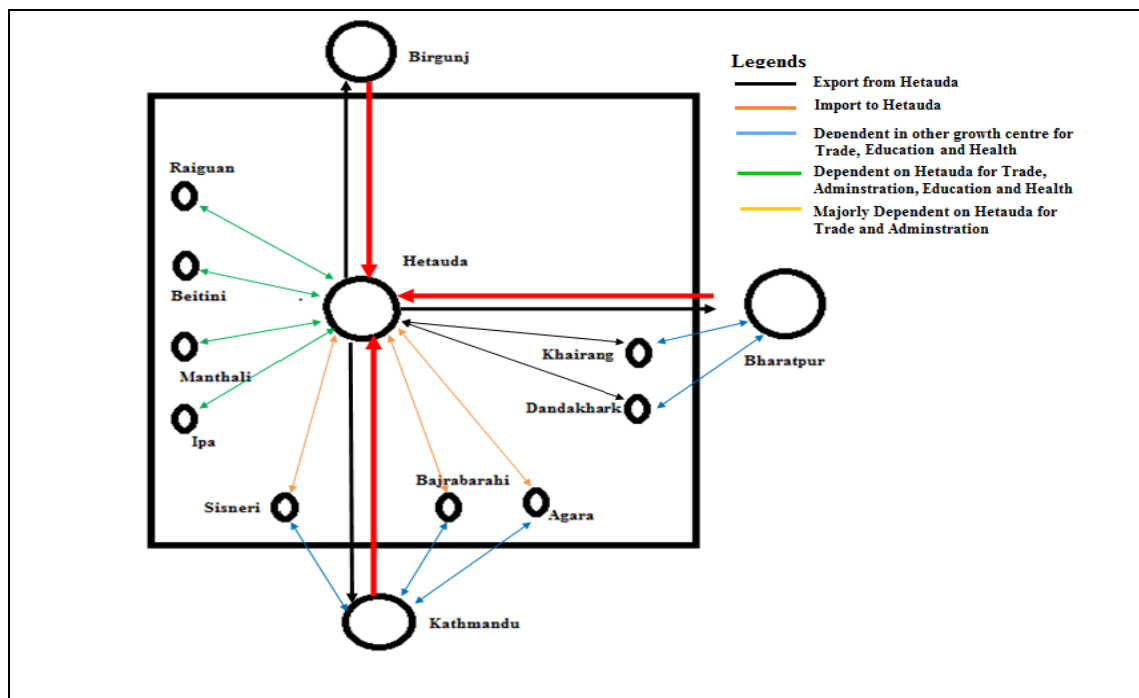 Birgunj
Legends
Export from Hetauda
Import to Hetauda
Dependent in other growth centre for
Trade, Education and Health
Dependent on Hetauda for Trade,
Adminstration, Education and Health
Majorly Dependent on Hetauda for
Trade and Adminstration
Raiguan
Hetauda
Beitini
Khairang
Bharatpur
Manthali
Dandakhark
Ipa
Bajrabarahi
Sisneri
Agara
Kathmandu